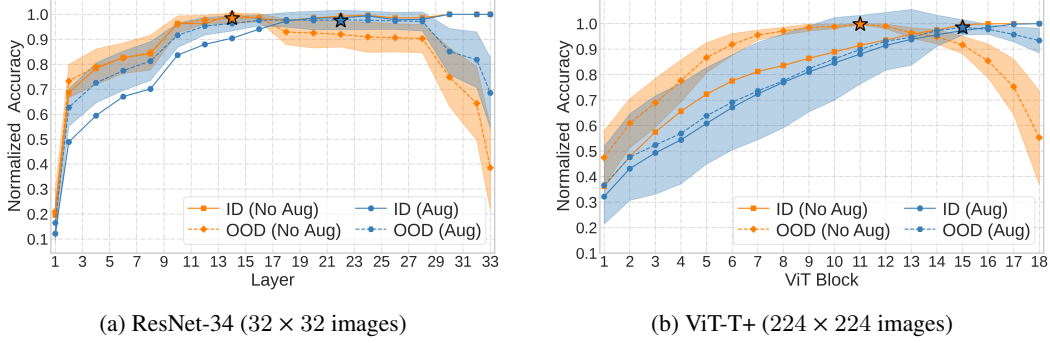 Normalized Accuracy
1.0
0.9
0.8
0.7
0.6
0.5
0.4
0.3
0.2
0.1
ID (No Aug)
OOD (No Aug)
ID (Aug)
OOD (Aug)
1 3 5 7 9 11 13 15 17 19 21 23 25 27 29 31 33
Layer
(a) ResNet-34 (32 × 32 images)
Normalized Accuracy
1.0
0.9
0.8
0.7
0.6
0.5
0.4
0.3
0.2
0.1
ID (No Aug)
OOD (No Aug)
ID (Aug)
OOD (Aug)
1 2 3 4 5 6 7 8 9 10 11 12 13 14 15 16 17 18
ViT Block
(b) ViT-T+ (224 × 224 images)